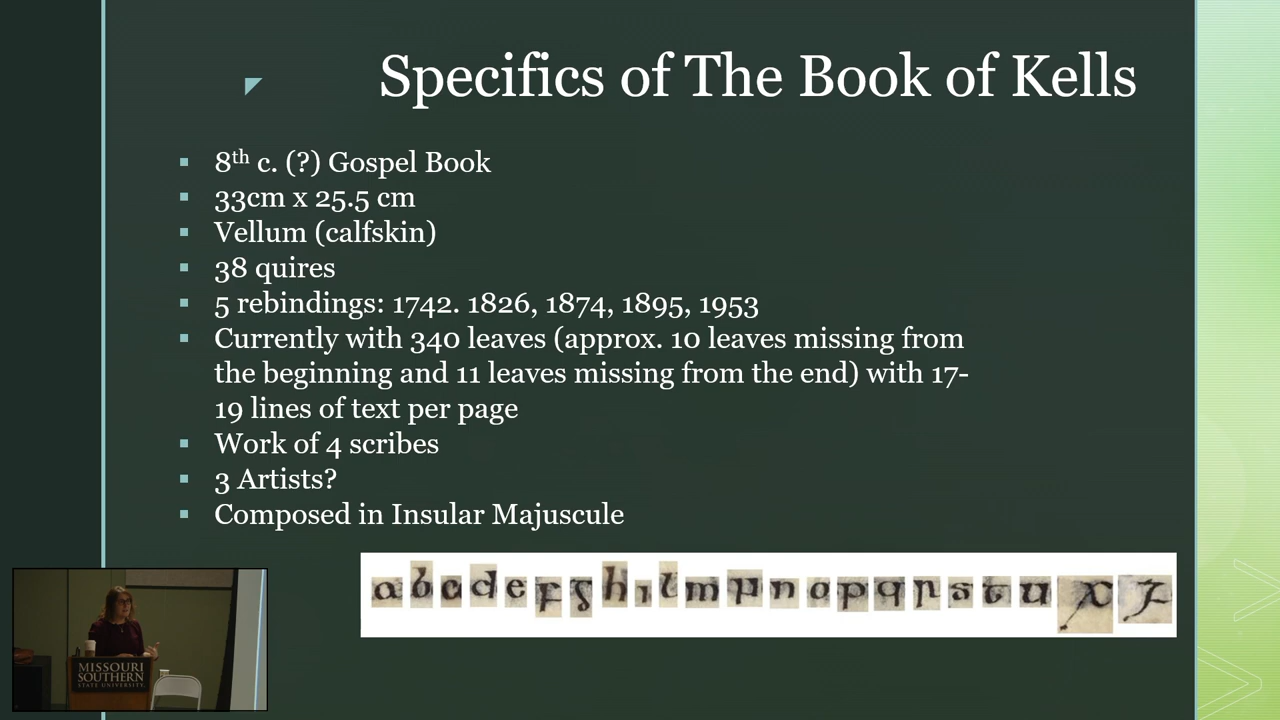 Specifics of The Book of Kells
8th c. (?) Gospel Book
33cm x 25.5 cm
Vellum (calfskin)
38 quires
5 rebindings: 1742. 1826, 1874, 1895, 1953
Currently with 340 leaves (approx. 10 leaves missing from
the beginning and 11 leaves missing from the end) with 17-
19 lines of text per page
Work of 4 scribes
3 Artists?
Composed in Insular Majuscule
a b c d e f g h i l m n n o p q r s t u x z
MISSOURI
SOUTHERN
STATE UNIVERSITY